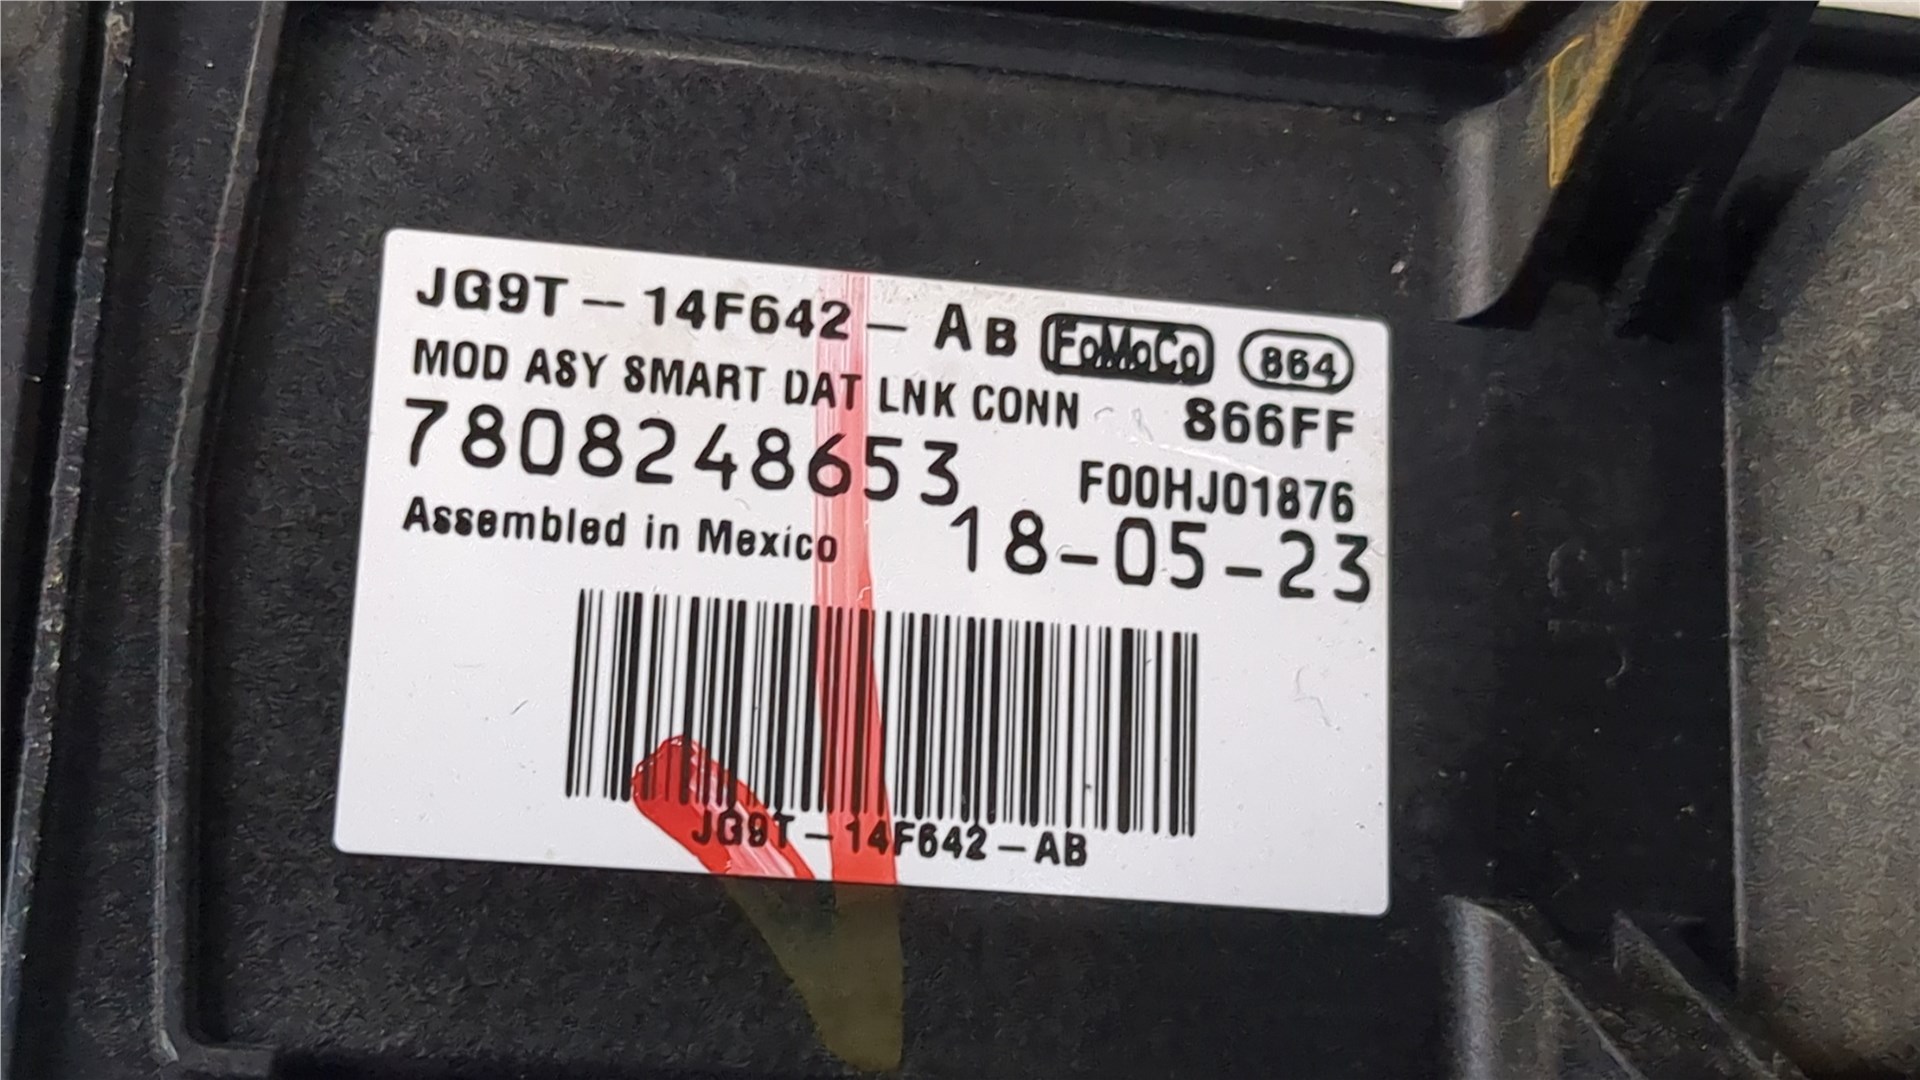 JG9T - 14F642 - AB FoMoCo 864
MOD ASY SMART DAT LNK CONN 866FF
7808248653 F00HJ01876
Assembled in Mexico 18-05-23
JG9T - 14F642 - AB